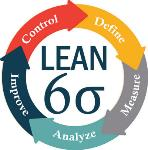 LEAN
6σ
Define
Measure
Analyze
Improve
Control